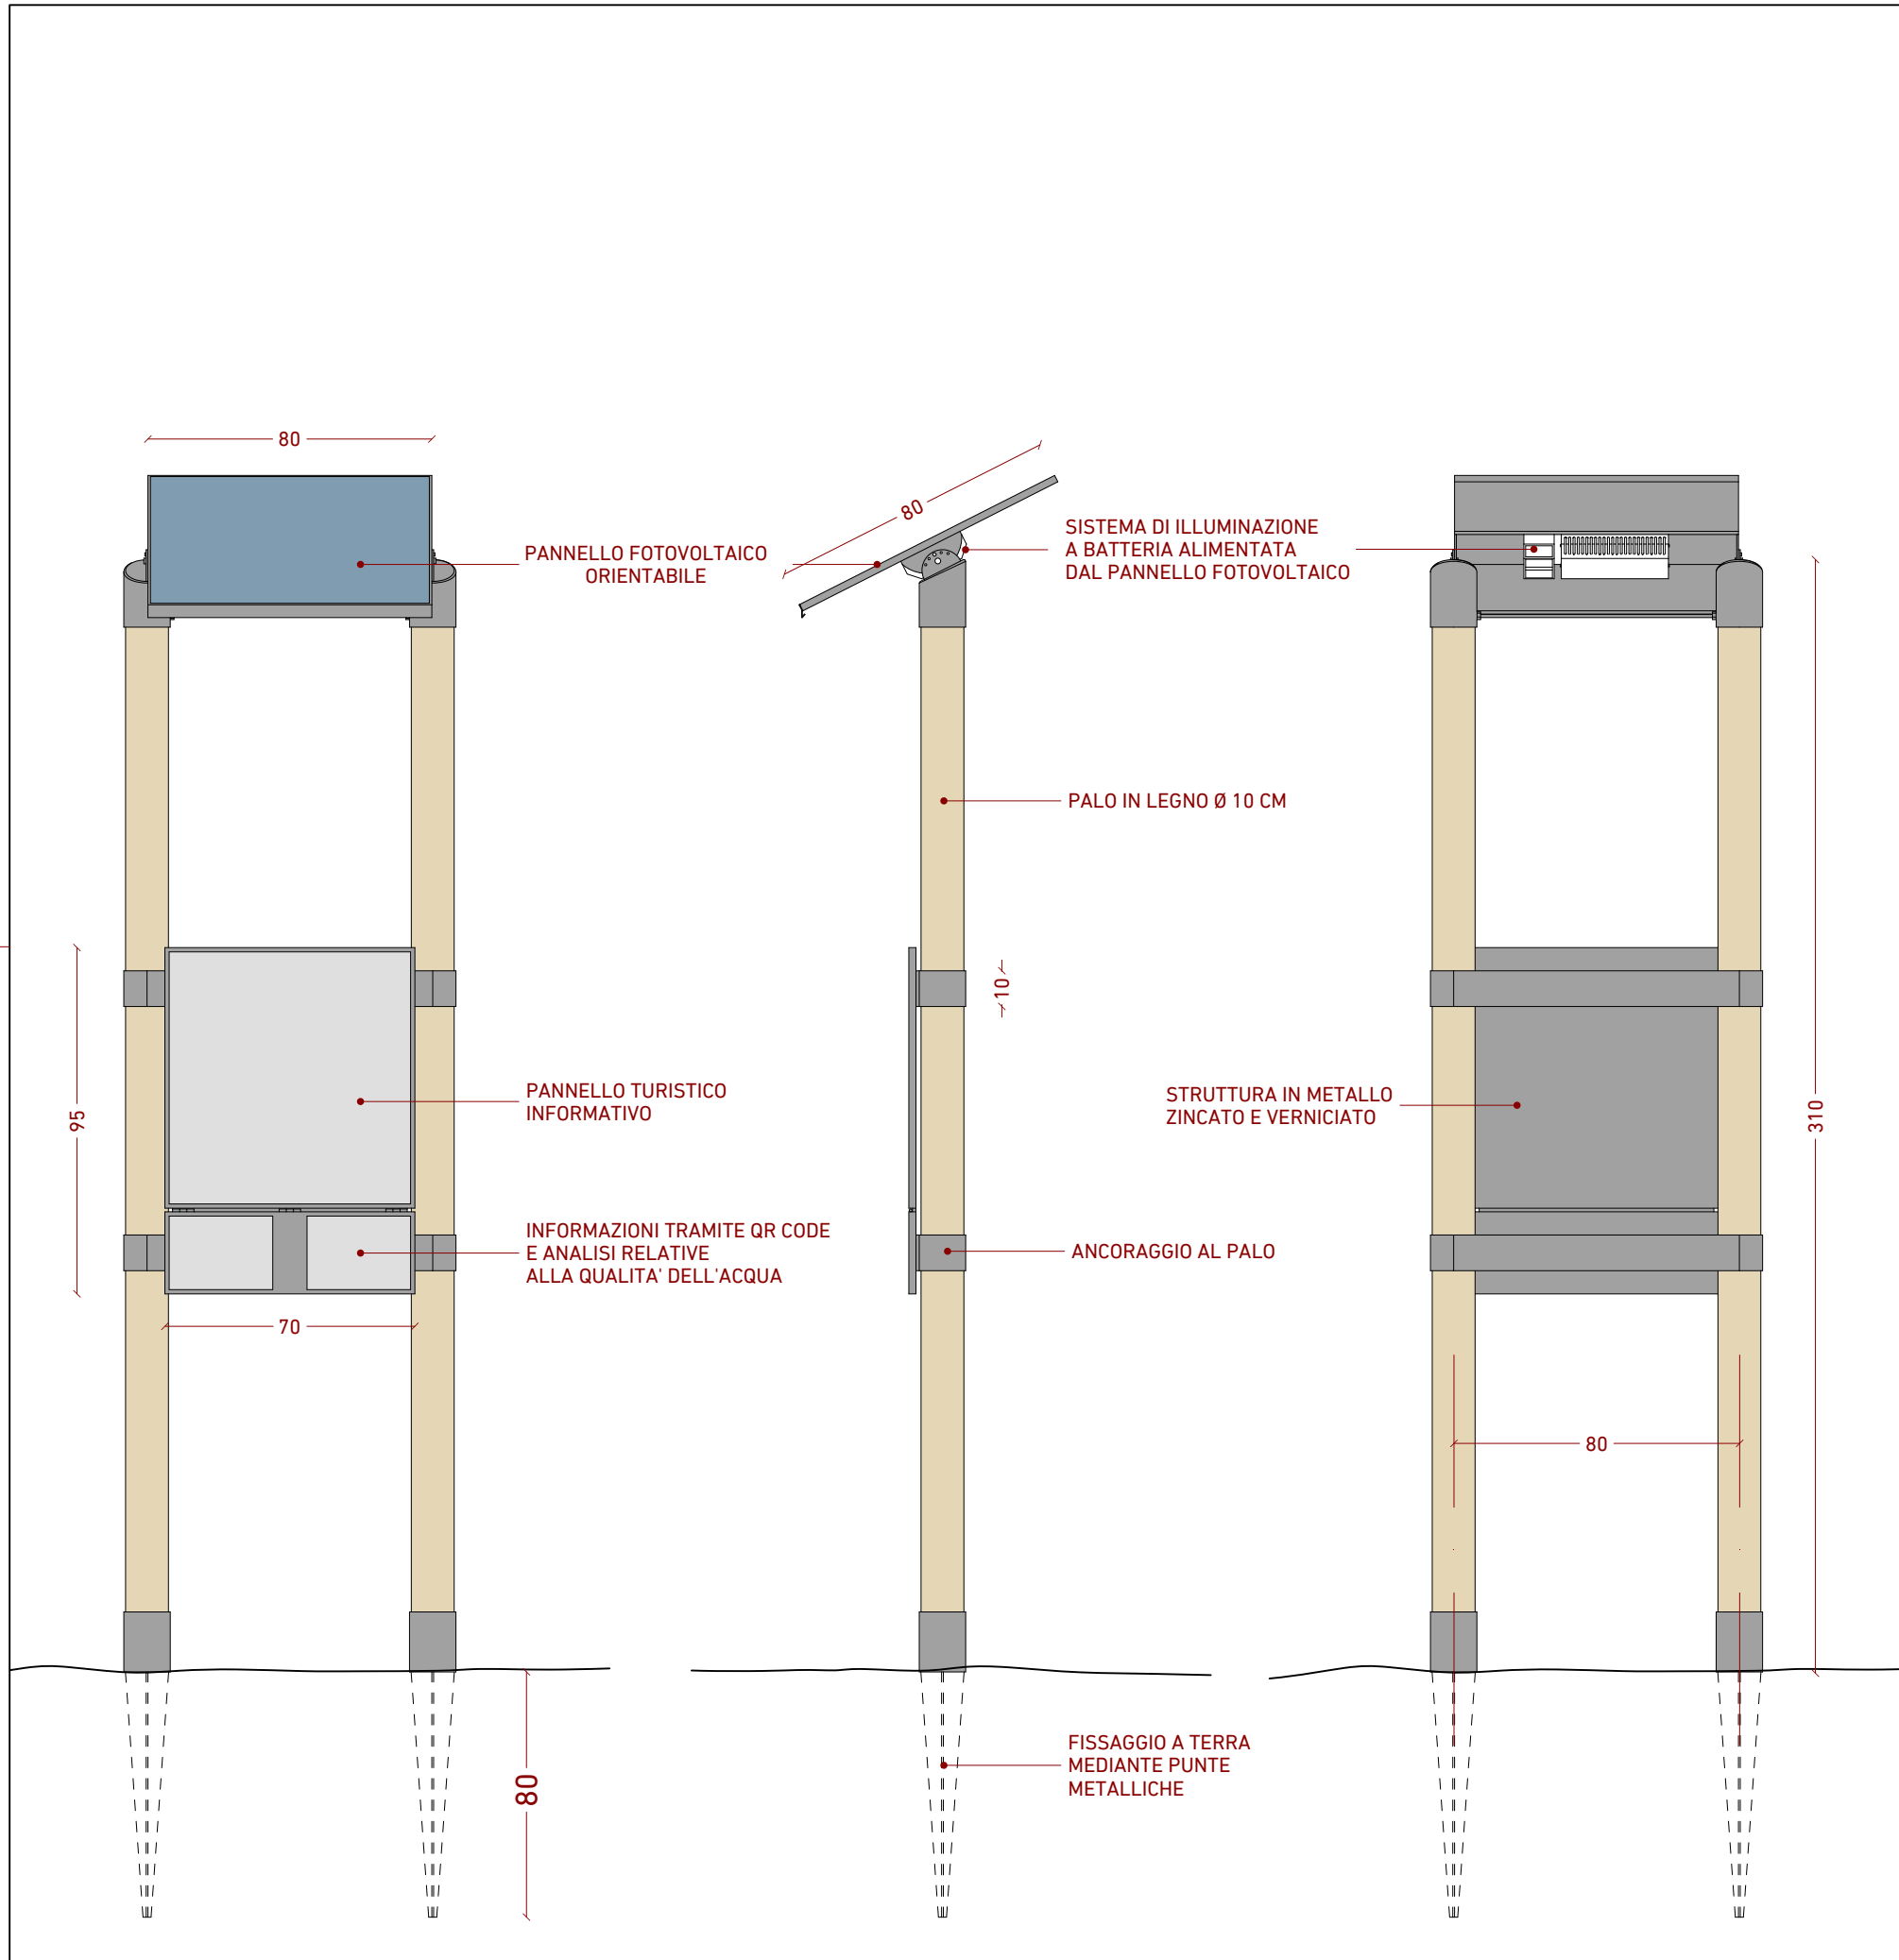 80
80
SISTEMA DI ILLUMINAZIONE
A BATTERIA ALIMENTATA
DAL PANNELLO FOTOVOLTAICO
PANNELLO FOTOVOLTAICO
ORIENTABILE
PALO IN LEGNO Ø 10 CM
10
95
PANNELLO TURISTICO
INFORMATIVO
STRUTTURA IN METALLO
ZINCATO E VERNICIATO
310
INFORMAZIONI TRAMITE QR CODE
E ANALISI RELATIVE
ALLA QUALITA' DELL'ACQUA
ANCORAGGIO AL PALO
70
80
80
FISSAGGIO A TERRA
MEDIANTE PUNTE
METALLICHE